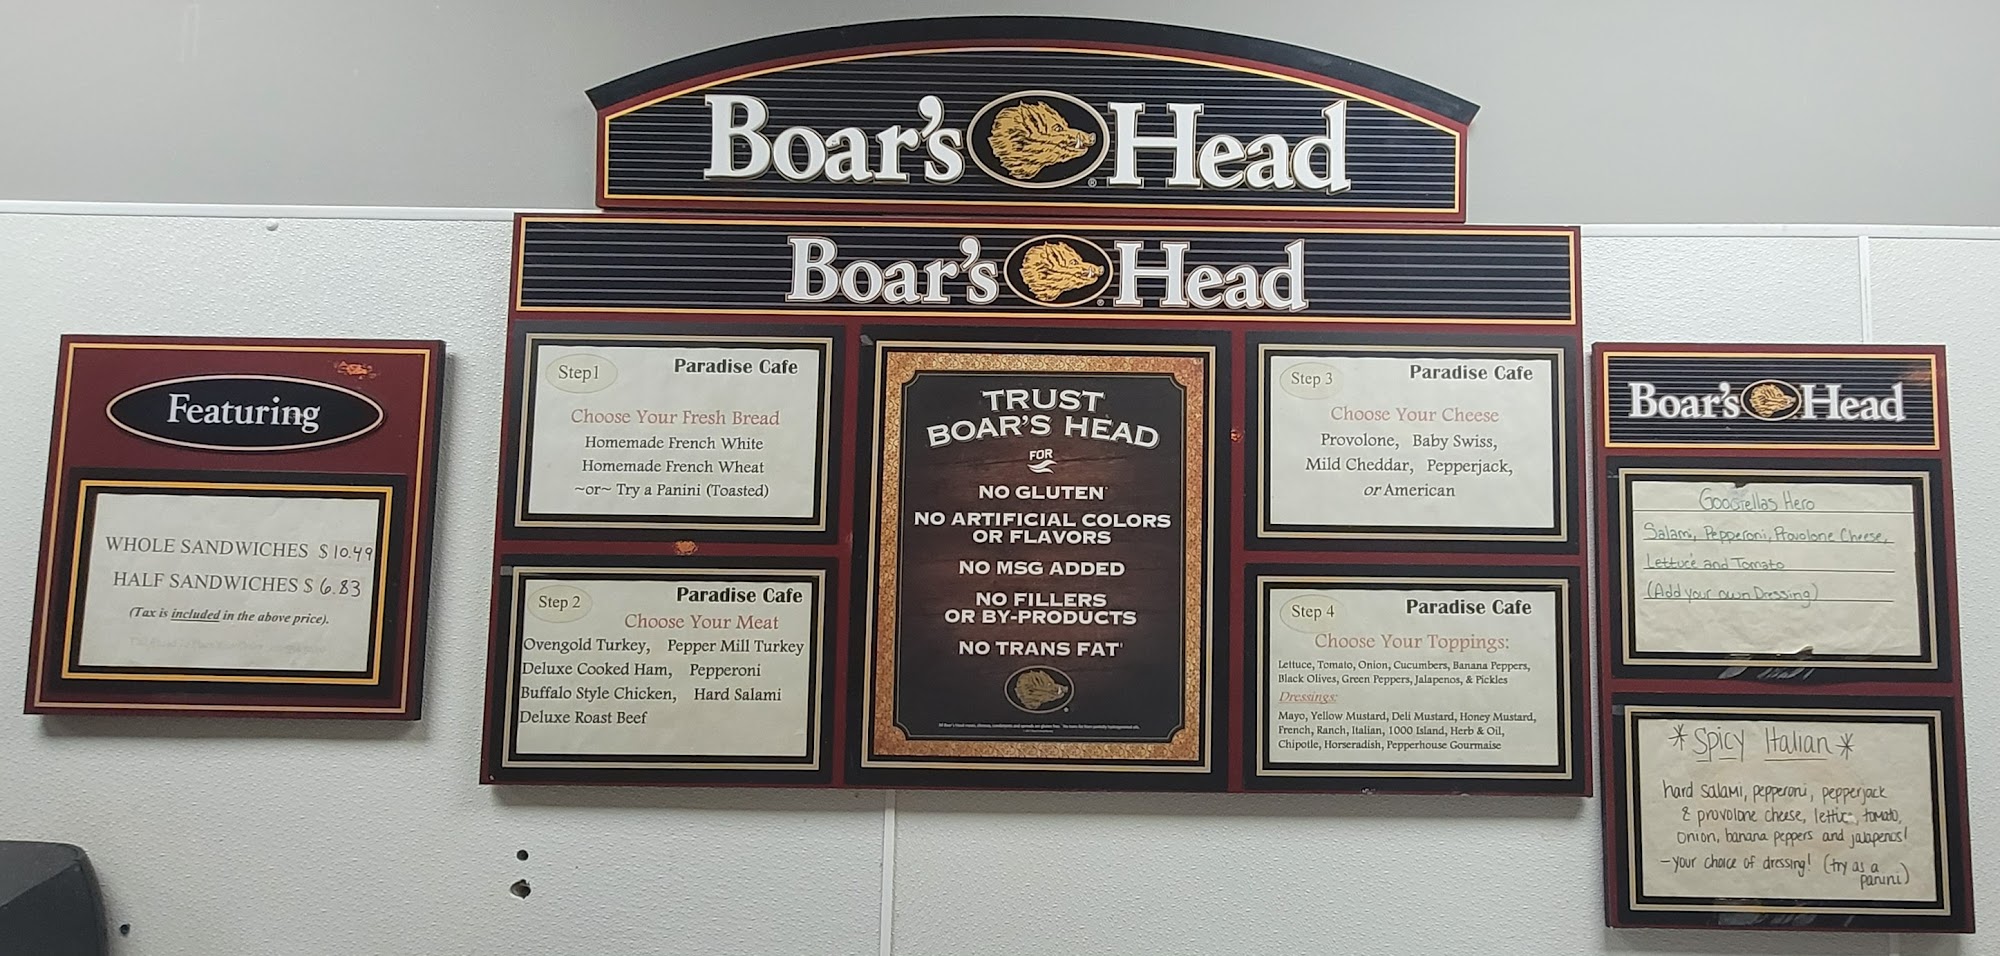 Boar's Head
Boar's Head
Featuring
WHOLE SANDWICHES $10.49
HALF SANDWICHES $6.83
(Tax is included in the above price).
Step1
Paradise Cafe
Choose Your Fresh Bread
Homemade French White
Homemade French Wheat
~or~ Try a Panini (Toasted)
Step 2
Paradise Cafe
Choose Your Meat
Ovengold Turkey, Pepper Mill Turkey
Deluxe Cooked Ham, Pepperoni
Buffalo Style Chicken, Hard Salami
Deluxe Roast Beef
TRUST
BOAR'S HEAD
FOR
NO GLUTEN
NO ARTIFICIAL COLORS
OR FLAVORS
NO MSG ADDED
NO FILLERS
OR BY-PRODUCTS
NO TRANS FAT
Step 3
Paradise Cafe
Choose Your Cheese
Provolone, Baby Swiss,
Mild Cheddar, Pepperjack,
or American
Step 4
Paradise Cafe
Choose Your Toppings:
Lettuce, Tomato, Onion, Cucumbers, Banana Peppers,
Black Olives, Green Peppers, Jalapenos, & Pickles
Dressings:
Mayo, Yellow Mustard, Deli Mustard, Honey Mustard,
French, Ranch, Italian, 1000 Island, Herb & Oil,
Chipotle, Horseradish, Pepperhouse Gourmaise
Boar's Head
Hero
Salami, Pepperoni, Provolone Cheese,
Lettuce and Tomato
(Add your own Dressing)
*Spicy Italian*
hard salami, pepperoni, pepperjack
& provolone cheese, lettuce, tomato,
onion, banana peppers and jalapenos!
-your choice of dressing! (try as a
panini)